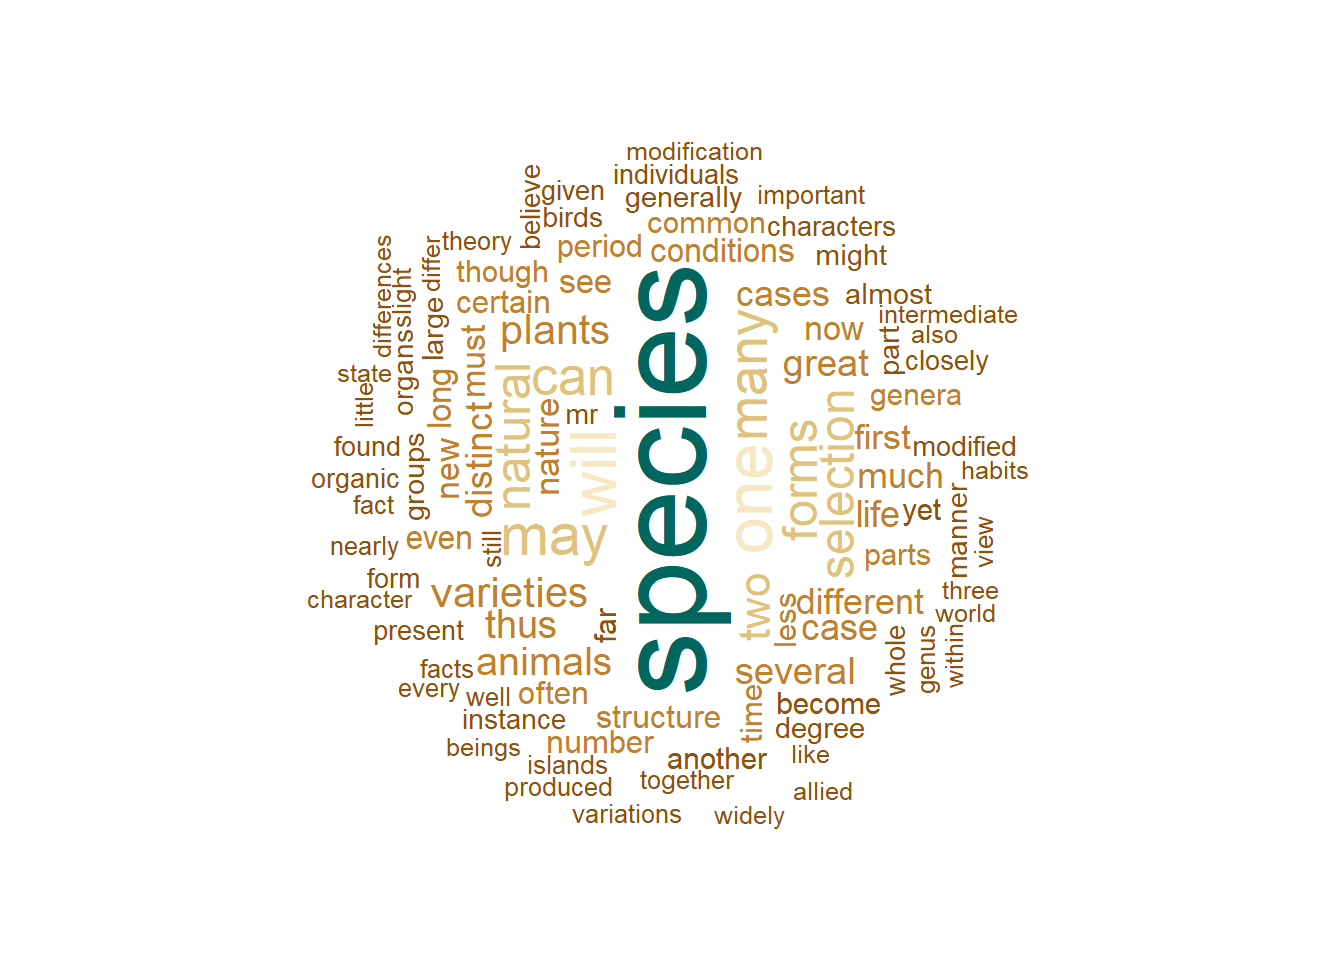 modification
individuals
believe
given
generally
important
birds
common
characters
theory
period
conditions
might
differences
slight
differ
though
see
species
certain
cases
almost
large
plants
many
now
intermediate
also
part
must
great
closely
state
organs
long
natural
can
genera
little
mr
selection
found
new
distinct
nature
will
one
forms
first
modified
organic
groups
much
habits
fact
life
yet
manner
view
nearly
even
still
may
parts
form
character
varieties
two
less
different
three
world
present
thus
far
case
whole
genus
within
facts
animals
several
every
well
often
time
become
instance
structure
degree
beings
number
another
like
islands
together
produced
allied
variations
widely